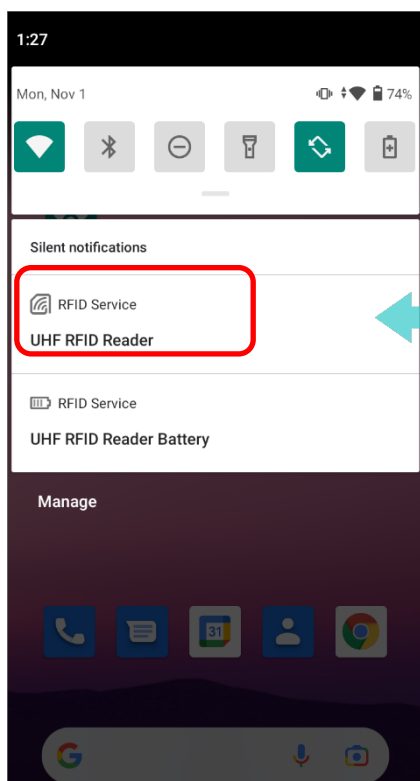 1:27
Mon, Nov 1 74%
Silent notifications
RFID Service
UHF RFID Reader
RFID Service
UHF RFID Reader Battery
Manage
31
G